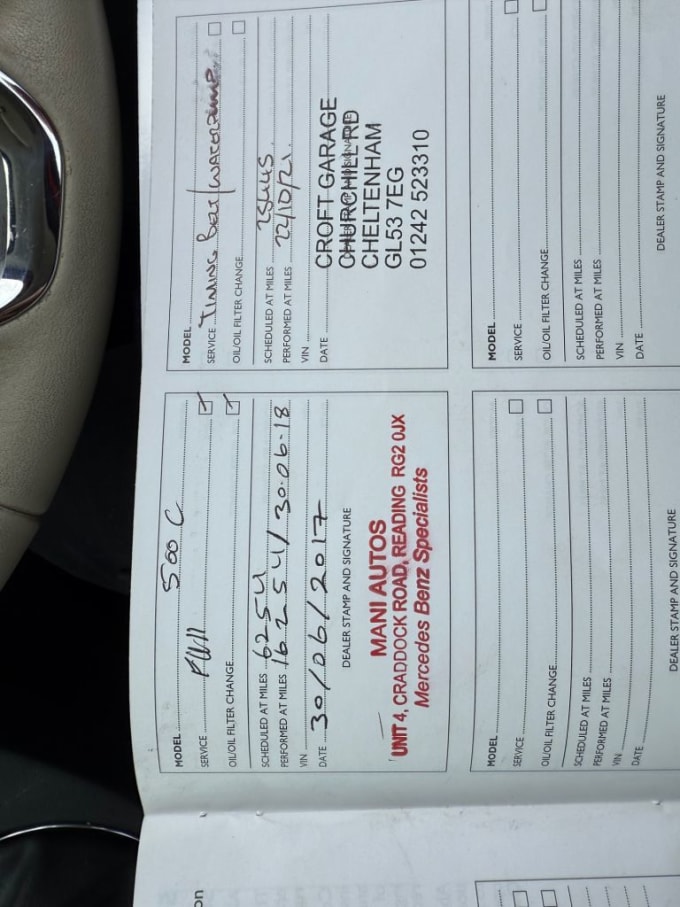 on
MODEL 500 C
SERVICE Full
OIL/OIL FILTER CHANGE
SCHEDULED AT MILES 6254
PERFORMED AT MILES 16254/30.06.18
VIN
DATE 30/06/2017
DEALER STAMP AND SIGNATURE
MANI AUTOS
UNIT 4, CRADDOCK ROAD, READING RG2 0JX
Mercedes Benz Specialists
MODEL
SERVICE TIMING Belt/WATERPUMP
OIL/OIL FILTER CHANGE
SCHEDULED AT MILES
PERFORMED AT MILES 22/10/21.
VIN
DATE
CROFT GARAGE
CHURCHILL RD
CHELTENHAM
GL53 7EG
01242 523310
MODEL
SERVICE
OIL/OIL FILTER CHANGE
SCHEDULED AT MILES
PERFORMED AT MILES
VIN
DATE
DEALER STAMP AND SIGNATURE
MODEL
SERVICE
OIL/OIL FILTER CHANGE
SCHEDULED AT MILES
PERFORMED AT MILES
VIN
DATE
DEALER STAMP AND SIGNATURE